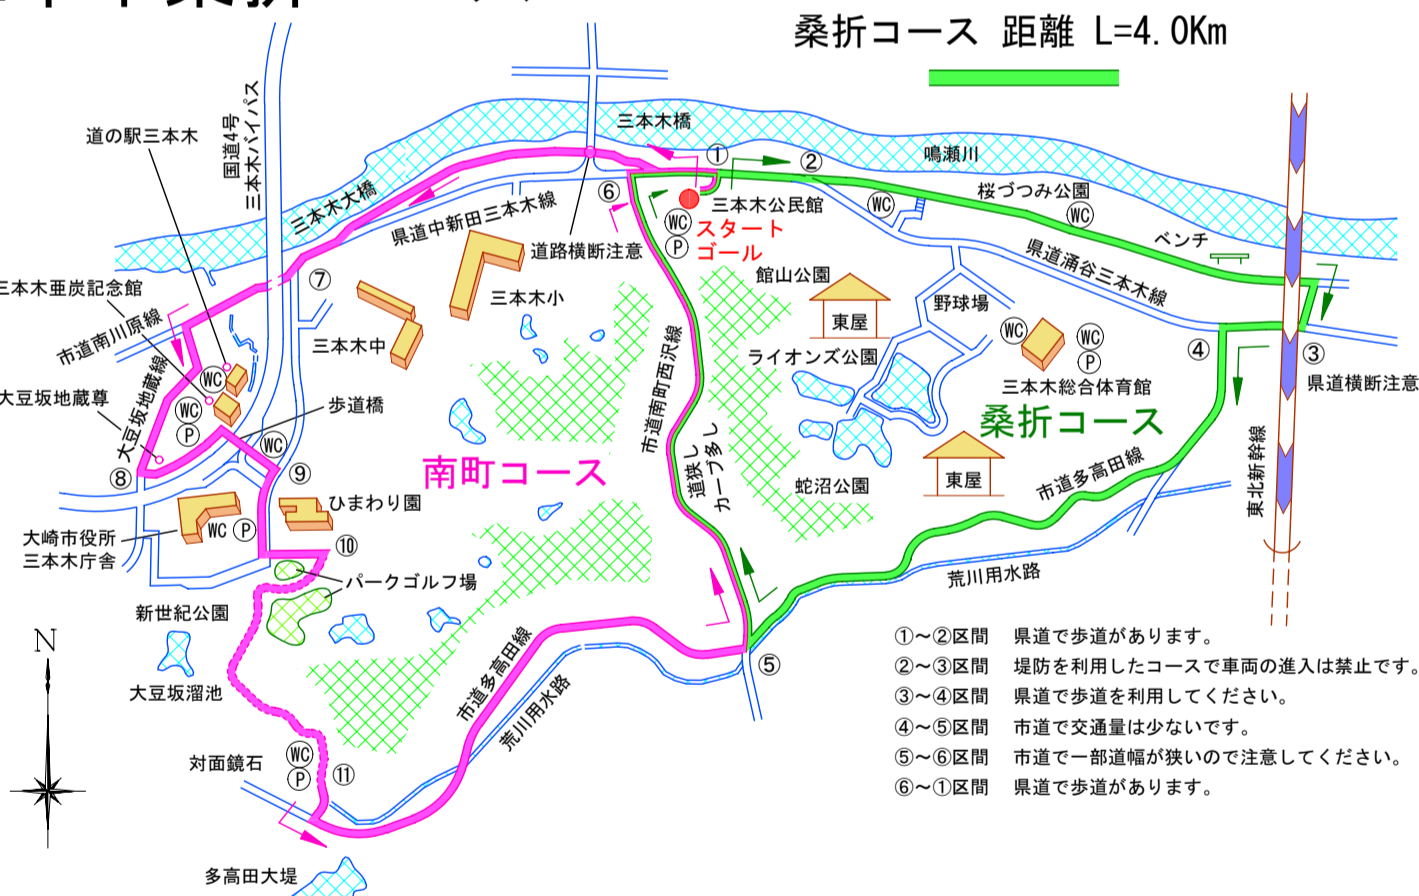 桑折コース 距離 L=4.0Km
国道4号
三本木バイパス
道の駅三本木
三本木橋
①
②
鳴瀬川
三本木大橋
県道中新田三本木線
⑥
WC
P
三本木公民館
スタート
ゴール
道路横断注意
WC
桜づつみ公園
WC
ベンチ
県道涌谷三本木線
⑦
三本木亜炭記念館
市道南川原線
三本木小
三本木中
館山公園
東屋
野球場
ライオンズ公園
WC
WC
P
三本木総合体育館
④
③
県道横断注意
大豆坂地蔵線
WC
大豆坂地蔵尊
WC
P
歩道橋
WC
市道南町西沢線
道狭し
カーブ多し
南町コース
桑折コース
⑧
⑨
ひまわり園
東屋
蛇沼公園
市道多高田線
東北新幹線
大崎市役所
三本木庁舎
WC
P
⑩
パークゴルフ場
荒川用水路
新世紀公園
大豆坂溜池
N
市道多高田線
荒川用水路
⑤
対面鏡石
WC
P
⑪
多高田大堤
①～②区間 県道で歩道があります。
②～③区間 堤防を利用したコースで車両の進入は禁止です。
③～④区間 県道で歩道を利用してください。
④～⑤区間 市道で交通量は少ないです。
⑤～⑥区間 市道で一部道幅が狭いので注意してください。
⑥～①区間 県道で歩道があります。